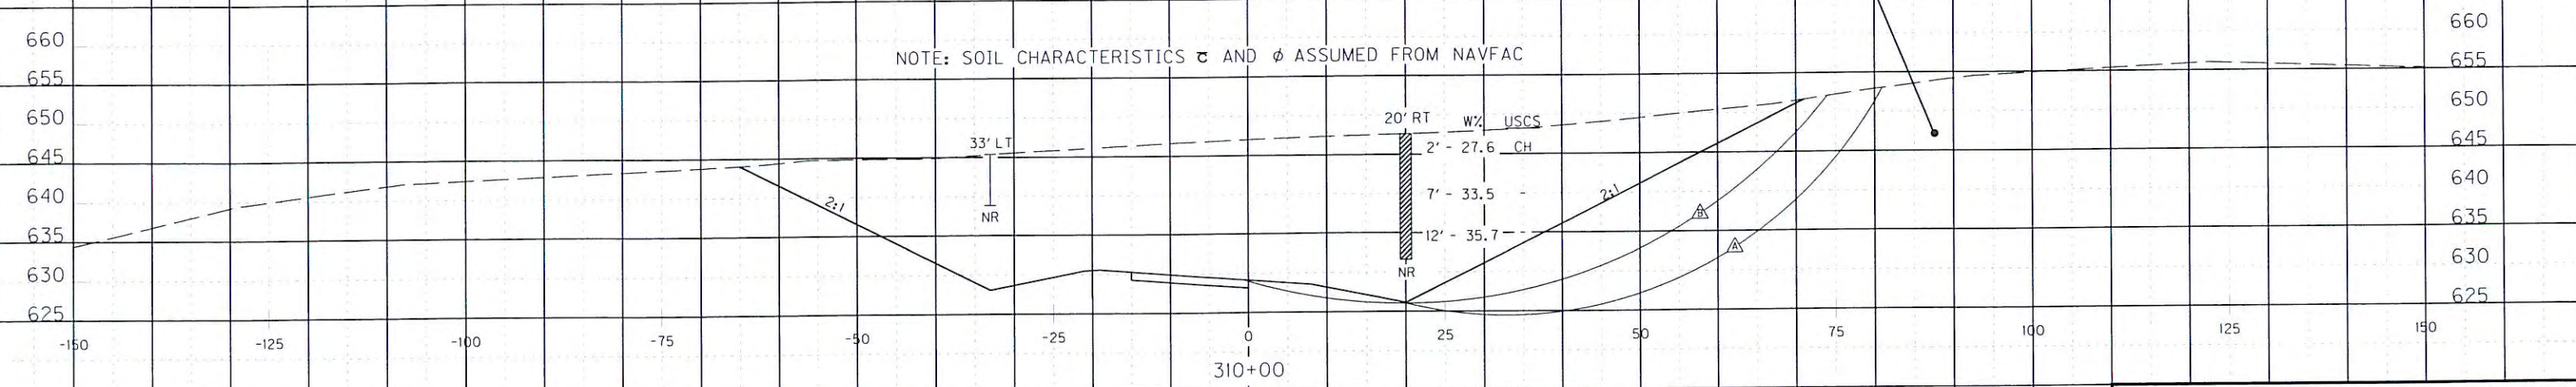 660 660
NOTE: SOIL CHARACTERISTICS c̅ AND ϕ ASSUMED FROM NAVFAC
655 655
650 20' RT W% USCS 650
33' LT 2' - 27.6 CH
645 645
640 2:1 7' - 33.5 - 2:1 640
NR B
635 12' - 35.7 - 635
A
630 NR 630
625 625
-150 -125 -100 -75 -50 -25 0 25 50 75 100 125 150
310+00